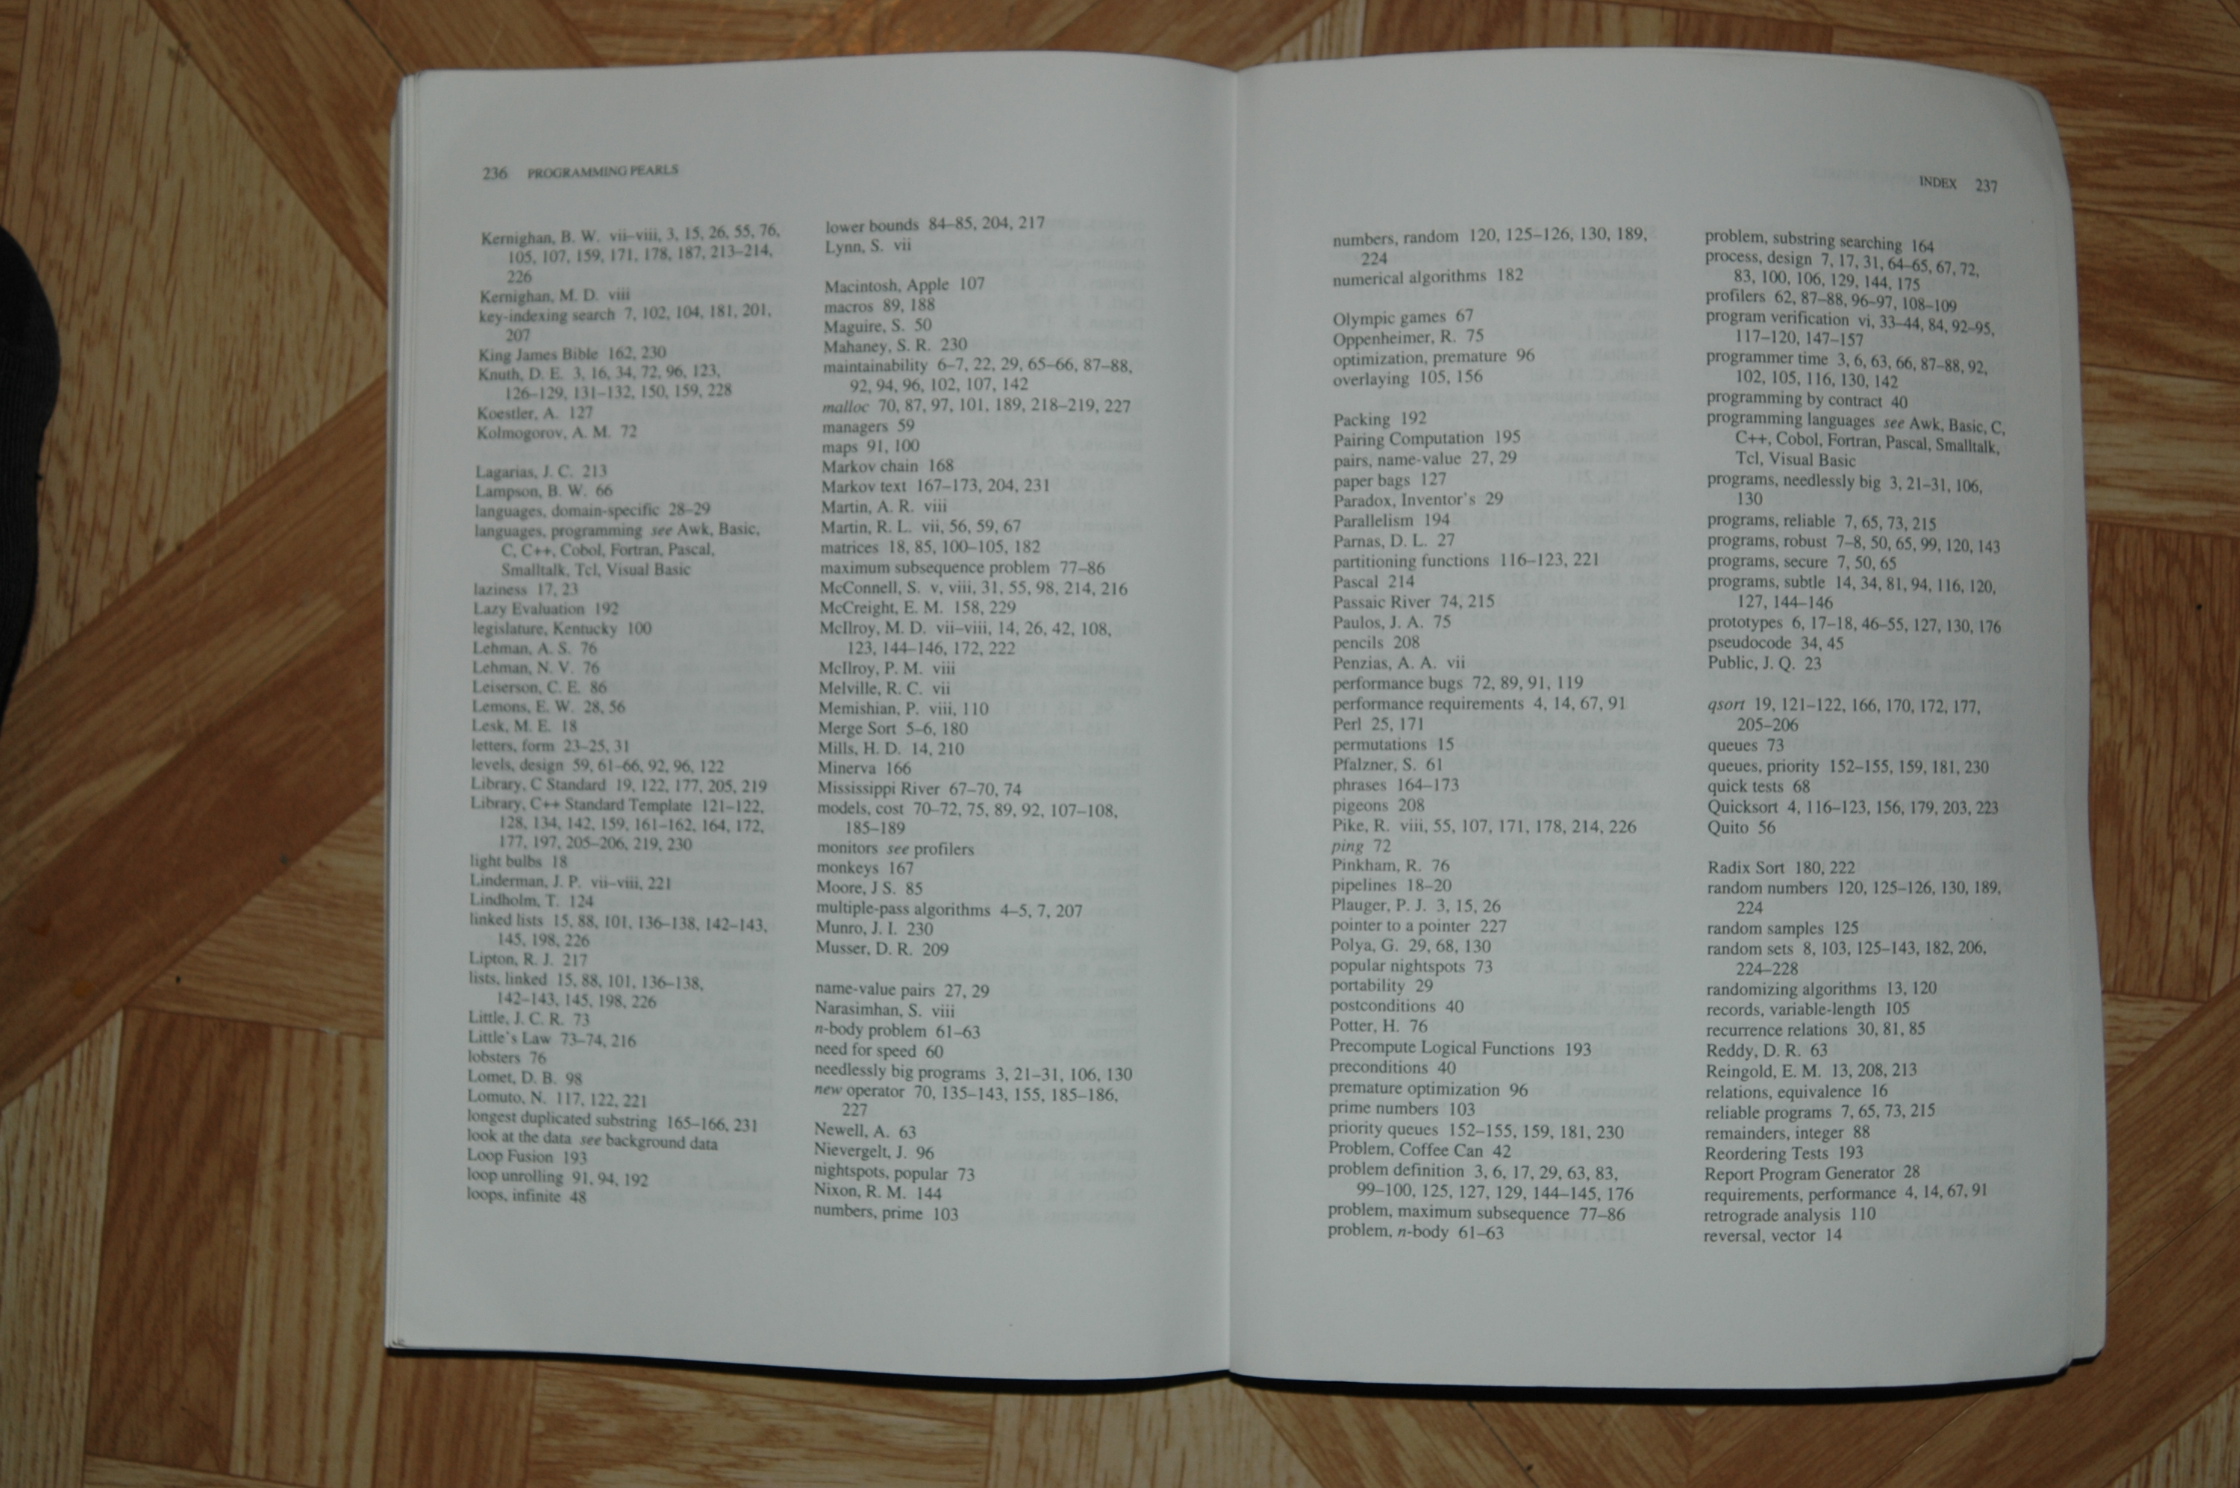 236 PROGRAMMING PEARLS
Kernighan, B. W. vii–viii, 3, 15, 26, 55, 76,
105, 107, 159, 171, 178, 187, 213–214,
226
Kernighan, M. D. viii
key-indexing search 7, 102, 104, 181, 201,
207
King James Bible 162, 230
Knuth, D. E. 3, 16, 34, 72, 96, 123,
126–129, 131–132, 150, 159, 228
Koestler, A. 127
Kolmogorov, A. M. 72
Lagarias, J. C. 213
Lampson, B. W. 66
languages, domain-specific 28–29
languages, programming see Awk, Basic,
C, C++, Cobol, Fortran, Pascal,
Smalltalk, Tcl, Visual Basic
laziness 17, 23
Lazy Evaluation 192
legislature, Kentucky 100
Lehman, A. S. 76
Lehman, N. V. 76
Leiserson, C. E. 86
Lemons, E. W. 28, 56
Lesk, M. E. 18
letters, form 23–25, 31
levels, design 59, 61–66, 92, 96, 122
Library, C Standard 19, 122, 177, 205, 219
Library, C++ Standard Template 121–122,
128, 134, 142, 159, 161–162, 164, 172,
177, 197, 205–206, 219, 230
light bulbs 18
Linderman, J. P. vii–viii, 221
Lindholm, T. 124
linked lists 15, 88, 101, 136–138, 142–143,
145, 198, 226
Lipton, R. J. 217
lists, linked 15, 88, 101, 136–138,
142–143, 145, 198, 226
Little, J. C. R. 73
Little's Law 73–74, 216
lobsters 76
Lomet, D. B. 98
Lomuto, N. 117, 122, 221
longest duplicated substring 165–166, 231
look at the data see background data
Loop Fusion 193
loop unrolling 91, 94, 192
loops, infinite 48
lower bounds 84–85, 204, 217
Lynn, S. vii
Macintosh, Apple 107
macros 89, 188
Maguire, S. 50
Mahaney, S. R. 230
maintainability 6–7, 22, 29, 65–66, 87–88,
92, 94, 96, 102, 107, 142
malloc 70, 87, 97, 101, 189, 218–219, 227
managers 59
maps 91, 100
Markov chain 168
Markov text 167–173, 204, 231
Martin, A. R. viii
Martin, R. L. vii, 56, 59, 67
matrices 18, 85, 100–105, 182
maximum subsequence problem 77–86
McConnell, S. v, viii, 31, 55, 98, 214, 216
McCreight, E. M. 158, 229
McIlroy, M. D. vii–viii, 14, 26, 42, 108,
123, 144–146, 172, 222
McIlroy, P. M. viii
Melville, R. C. vii
Memishian, P. viii, 110
Merge Sort 5–6, 180
Mills, H. D. 14, 210
Minerva 166
Mississippi River 67–70, 74
models, cost 70–72, 75, 89, 92, 107–108,
185–189
monitors see profilers
monkeys 167
Moore, J S. 85
multiple-pass algorithms 4–5, 7, 207
Munro, J. I. 230
Musser, D. R. 209
name-value pairs 27, 29
Narasimhan, S. viii
n-body problem 61–63
need for speed 60
needlessly big programs 3, 21–31, 106, 130
new operator 70, 135–143, 155, 185–186,
227
Newell, A. 63
Nievergelt, J. 96
nightspots, popular 73
Nixon, R. M. 144
numbers, prime 103
INDEX 237
numbers, random 120, 125–126, 130, 189,
224
numerical algorithms 182
Olympic games 67
Oppenheimer, R. 75
optimization, premature 96
overlaying 105, 156
Packing 192
Pairing Computation 195
pairs, name-value 27, 29
paper bags 127
Paradox, Inventor's 29
Parallelism 194
Parnas, D. L. 27
partitioning functions 116–123, 221
Pascal 214
Passaic River 74, 215
Paulos, J. A. 75
pencils 208
Penzias, A. A. vii
performance bugs 72, 89, 91, 119
performance requirements 4, 14, 67, 91
Perl 25, 171
permutations 15
Pfalzner, S. 61
phrases 164–173
pigeons 208
Pike, R. viii, 55, 107, 171, 178, 214, 226
ping 72
Pinkham, R. 76
pipelines 18–20
Plauger, P. J. 3, 15, 26
pointer to a pointer 227
Polya, G. 29, 68, 130
popular nightspots 73
portability 29
postconditions 40
Potter, H. 76
Precompute Logical Functions 193
preconditions 40
premature optimization 96
prime numbers 103
priority queues 152–155, 159, 181, 230
Problem, Coffee Can 42
problem definition 3, 6, 17, 29, 63, 83,
99–100, 125, 127, 129, 144–145, 176
problem, maximum subsequence 77–86
problem, n-body 61–63
problem, substring searching 164
process, design 7, 17, 31, 64–65, 67, 72,
83, 100, 106, 129, 144, 175
profilers 62, 87–88, 96–97, 108–109
program verification vi, 33–44, 84, 92–95,
117–120, 147–157
programmer time 3, 6, 63, 66, 87–88, 92,
102, 105, 116, 130, 142
programming by contract 40
programming languages see Awk, Basic, C,
C++, Cobol, Fortran, Pascal, Smalltalk,
Tcl, Visual Basic
programs, needlessly big 3, 21–31, 106,
130
programs, reliable 7, 65, 73, 215
programs, robust 7–8, 50, 65, 99, 120, 143
programs, secure 7, 50, 65
programs, subtle 14, 34, 81, 94, 116, 120,
127, 144–146
prototypes 6, 17–18, 46–55, 127, 130, 176
pseudocode 34, 45
Public, J. Q. 23
qsort 19, 121–122, 166, 170, 172, 177,
205–206
queues 73
queues, priority 152–155, 159, 181, 230
quick tests 68
Quicksort 4, 116–123, 156, 179, 203, 223
Quito 56
Radix Sort 180, 222
random numbers 120, 125–126, 130, 189,
224
random samples 125
random sets 8, 103, 125–143, 182, 206,
224–228
randomizing algorithms 13, 120
records, variable-length 105
recurrence relations 30, 81, 85
Reddy, D. R. 63
Reingold, E. M. 13, 208, 213
relations, equivalence 16
reliable programs 7, 65, 73, 215
remainders, integer 88
Reordering Tests 193
Report Program Generator 28
requirements, performance 4, 14, 67, 91
retrograde analysis 110
reversal, vector 14